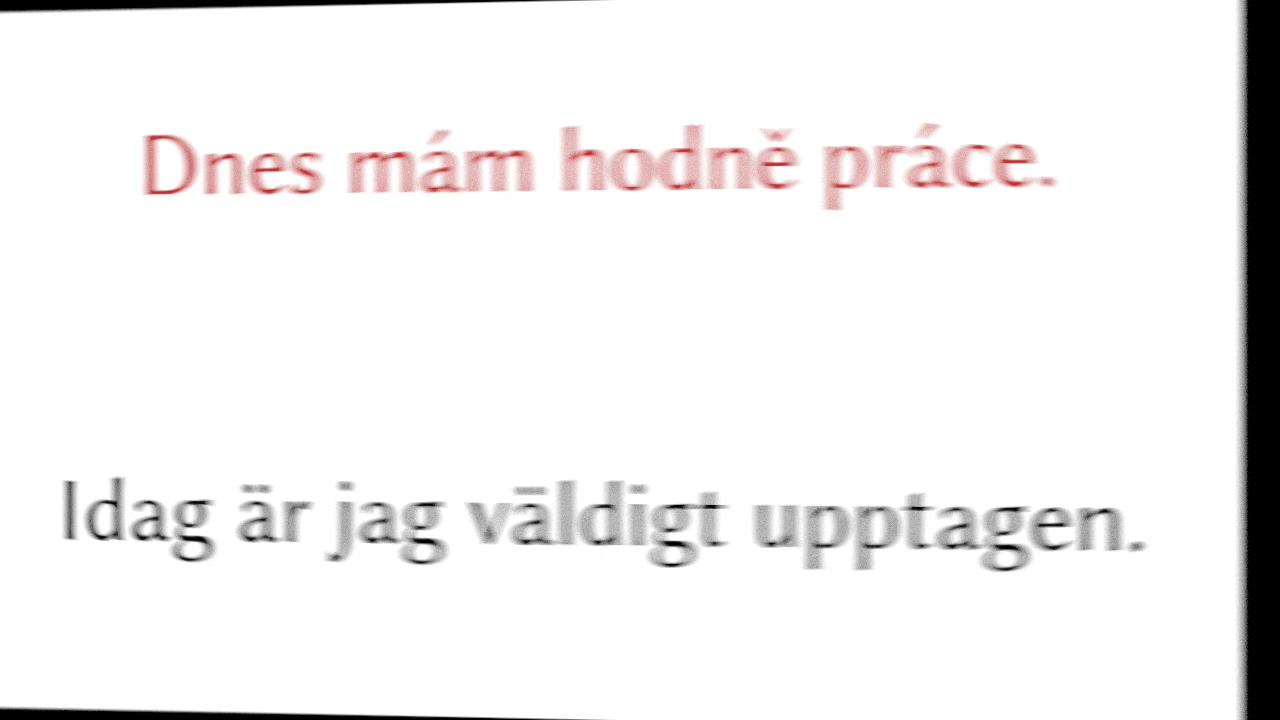 Dnes mám hodně práce.
Idag är jag väldigt upptagen.